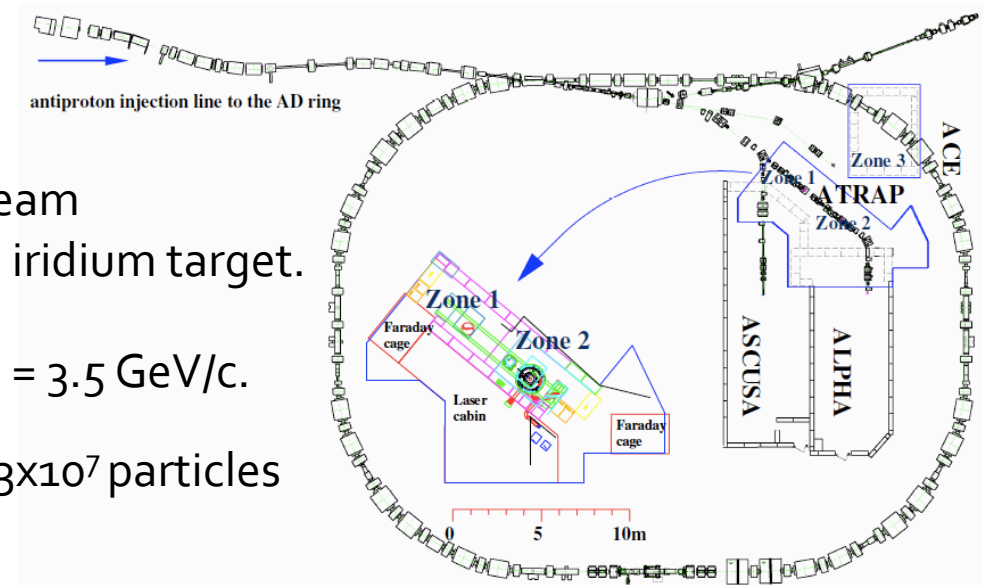 antiproton injection line to the AD ring
eam
iridium target.
= 3.5 GeV/c.
3x10⁷ particles
Zone 1
Zone 2
Faraday
cage
Laser
cabin
Faraday
cage
0 5 10m
Zone 1
ATRAP
Zone 2
Zone 3
ACE
ASCUSA
ALPHA